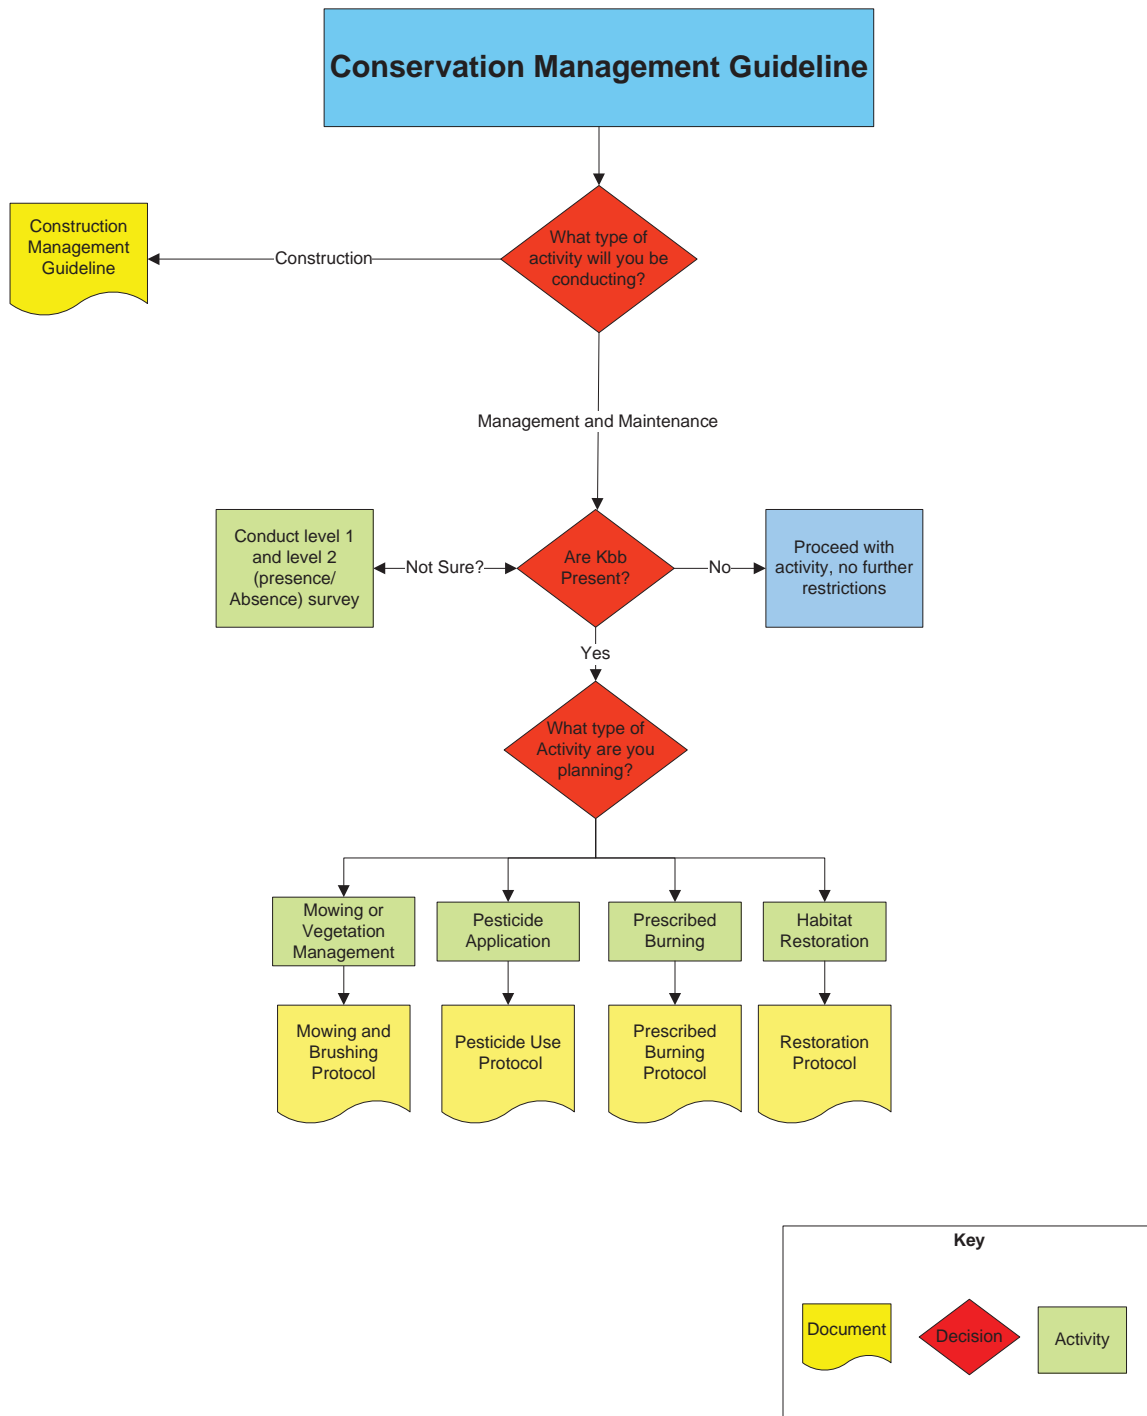 Conservation Management Guideline
What type of
activity will you be
conducting?
Construction
Management
Guideline
Construction
Management and Maintenance
Conduct level 1
and level 2
(presence/
Absence) survey
Not Sure?
Are Kbb
Present?
No
Proceed with
activity, no further
restrictions
Yes
What type of
Activity are you
planning?
Mowing or
Vegetation
Management
Pesticide
Application
Prescribed
Burning
Habitat
Restoration
Mowing and
Brushing
Protocol
Pesticide Use
Protocol
Prescribed
Burning
Protocol
Restoration
Protocol
Key
Document
Decision
Activity